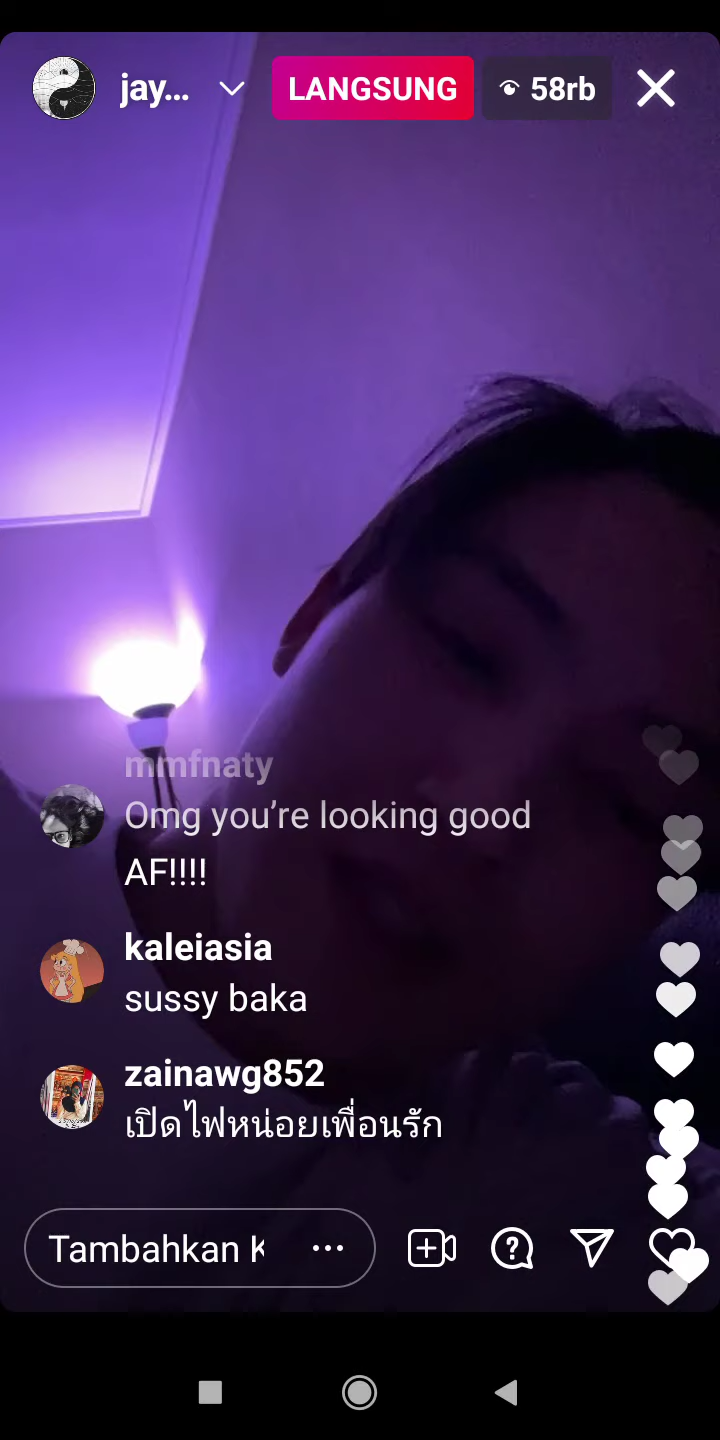 jay...
LANGSUNG
58rb
mmfnaty
Omg you’re looking good
AF!!!!
kaleiasia
sussy baka
zainawg852
เปิดไฟหน่อยเพื่อนรัก
Tambahkan K